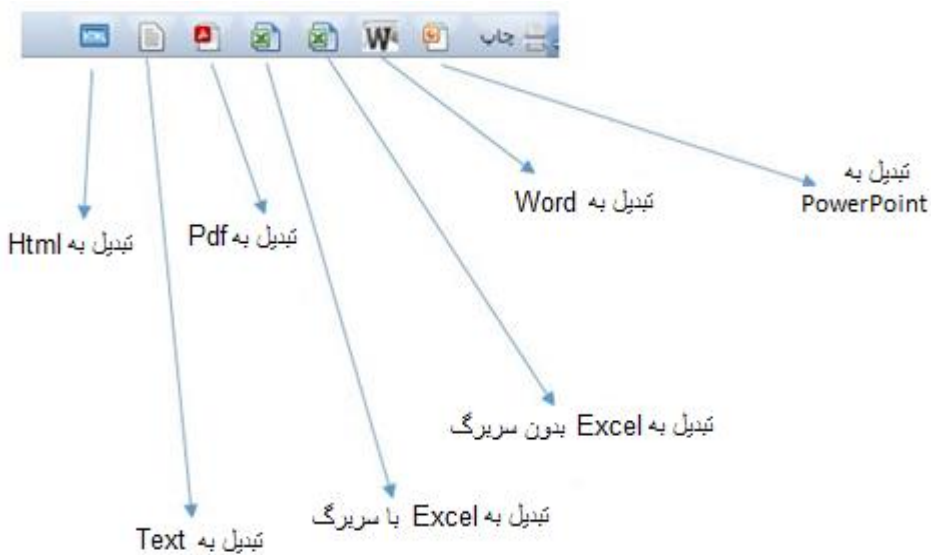 چاپ
HTML
W
تبدیل به
PowerPoint
تبدیل به Word
تبدیل به Pdf
تبدیل به Html
تبدیل به Excel بدون سربرگ
تبدیل به Excel با سربرگ
تبدیل به Text